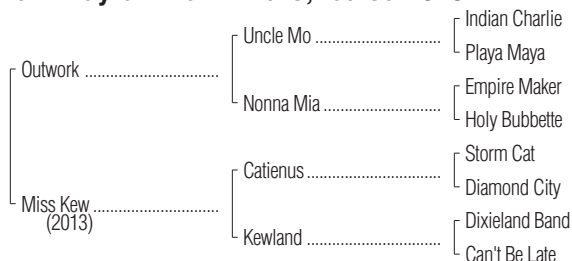 Indian Charlie
Uncle Mo
Playa Maya
Outwork
Empire Maker
Nonna Mia
Holy Bubbette
Storm Cat
Catienus
Diamond City
Miss Kew
(2013)
Dixieland Band
Kewland
Can't Be Late